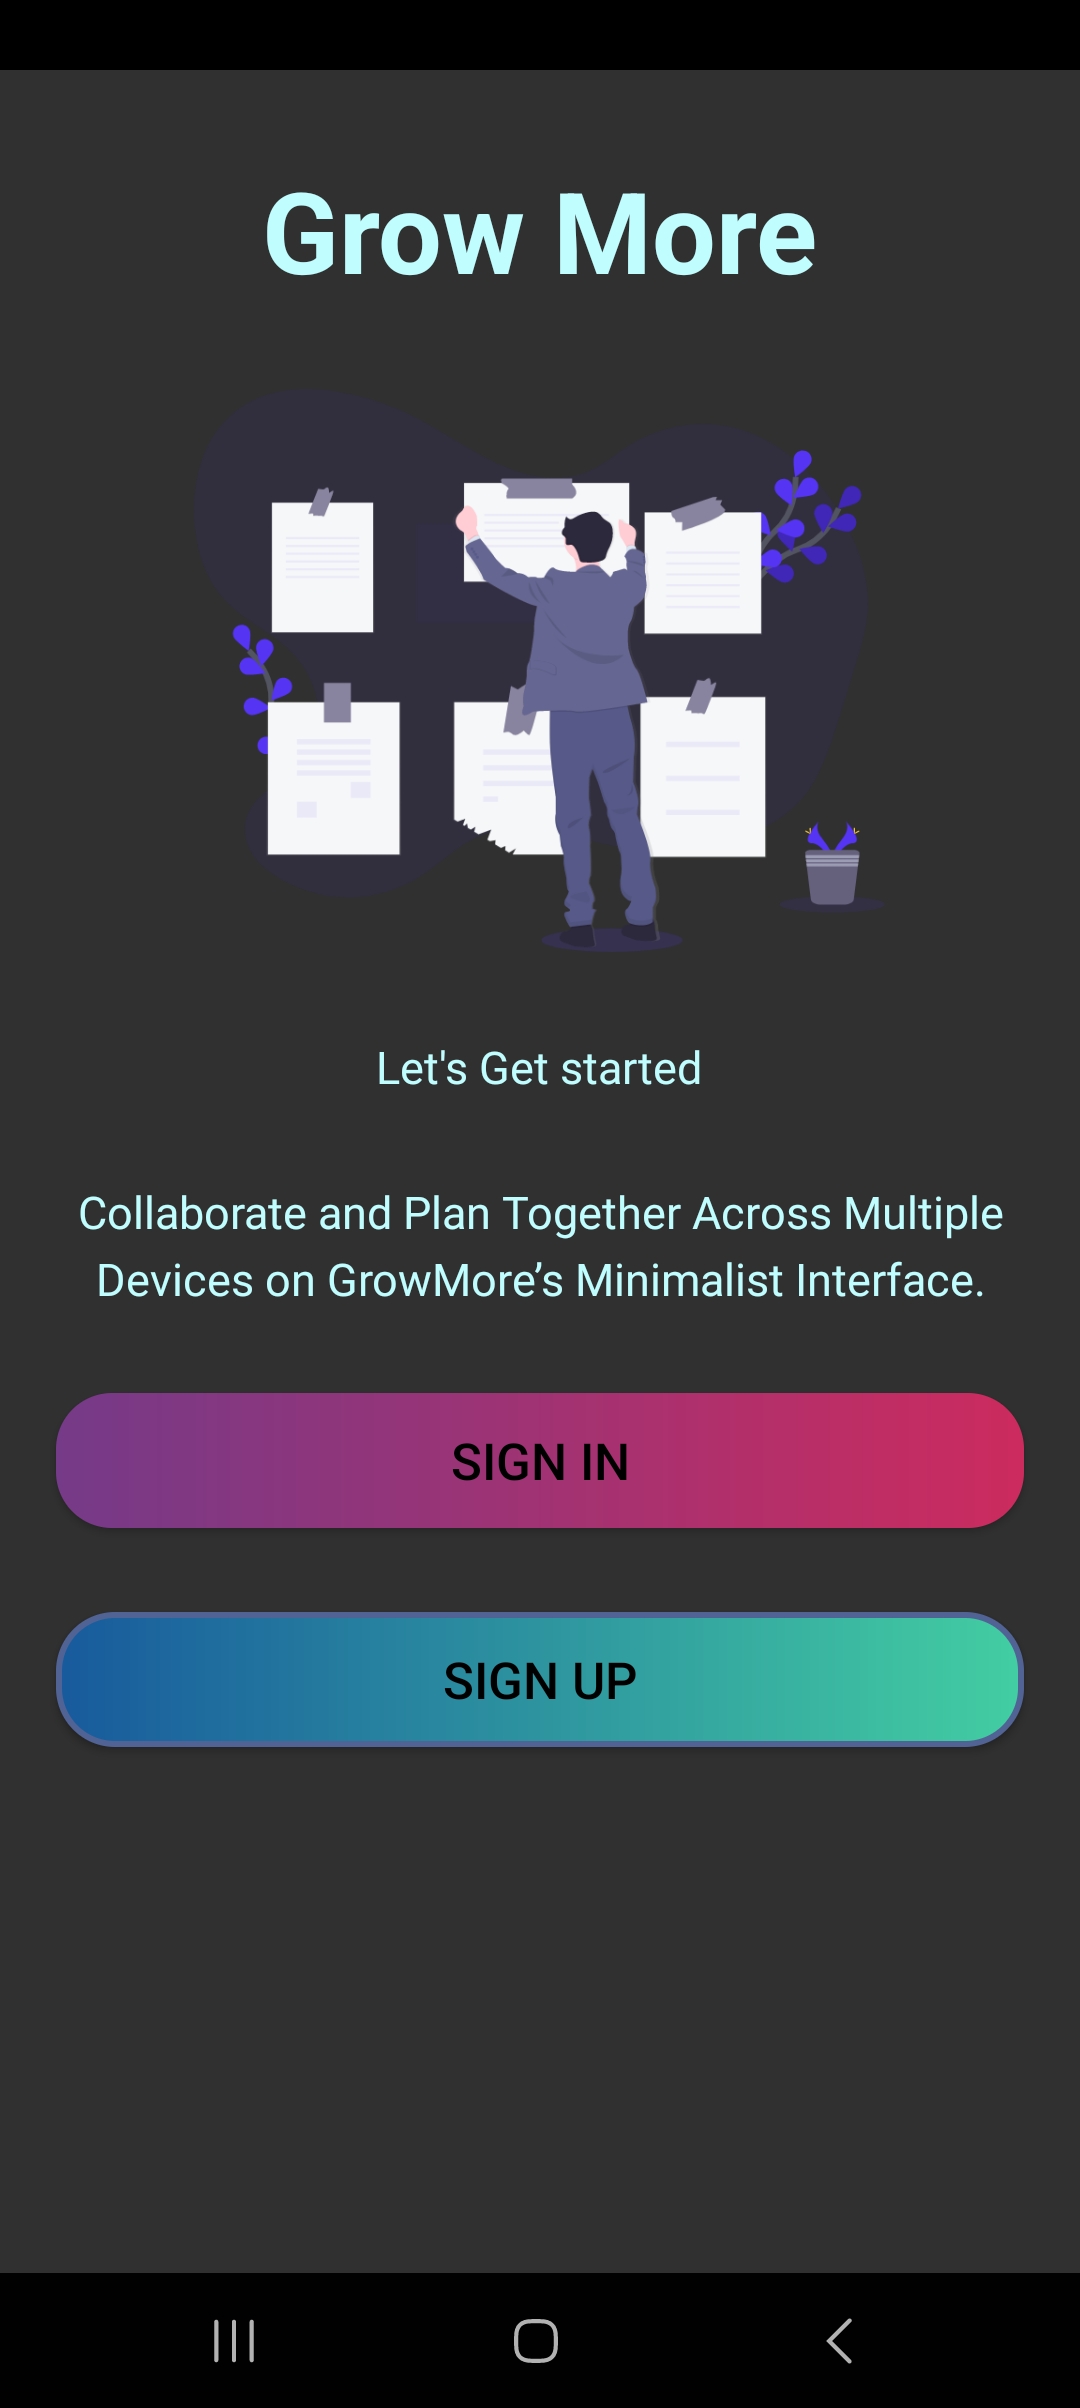 Grow More
Let's Get started
Collaborate and Plan Together Across Multiple
Devices on GrowMore’s Minimalist Interface.
SIGN IN
SIGN UP